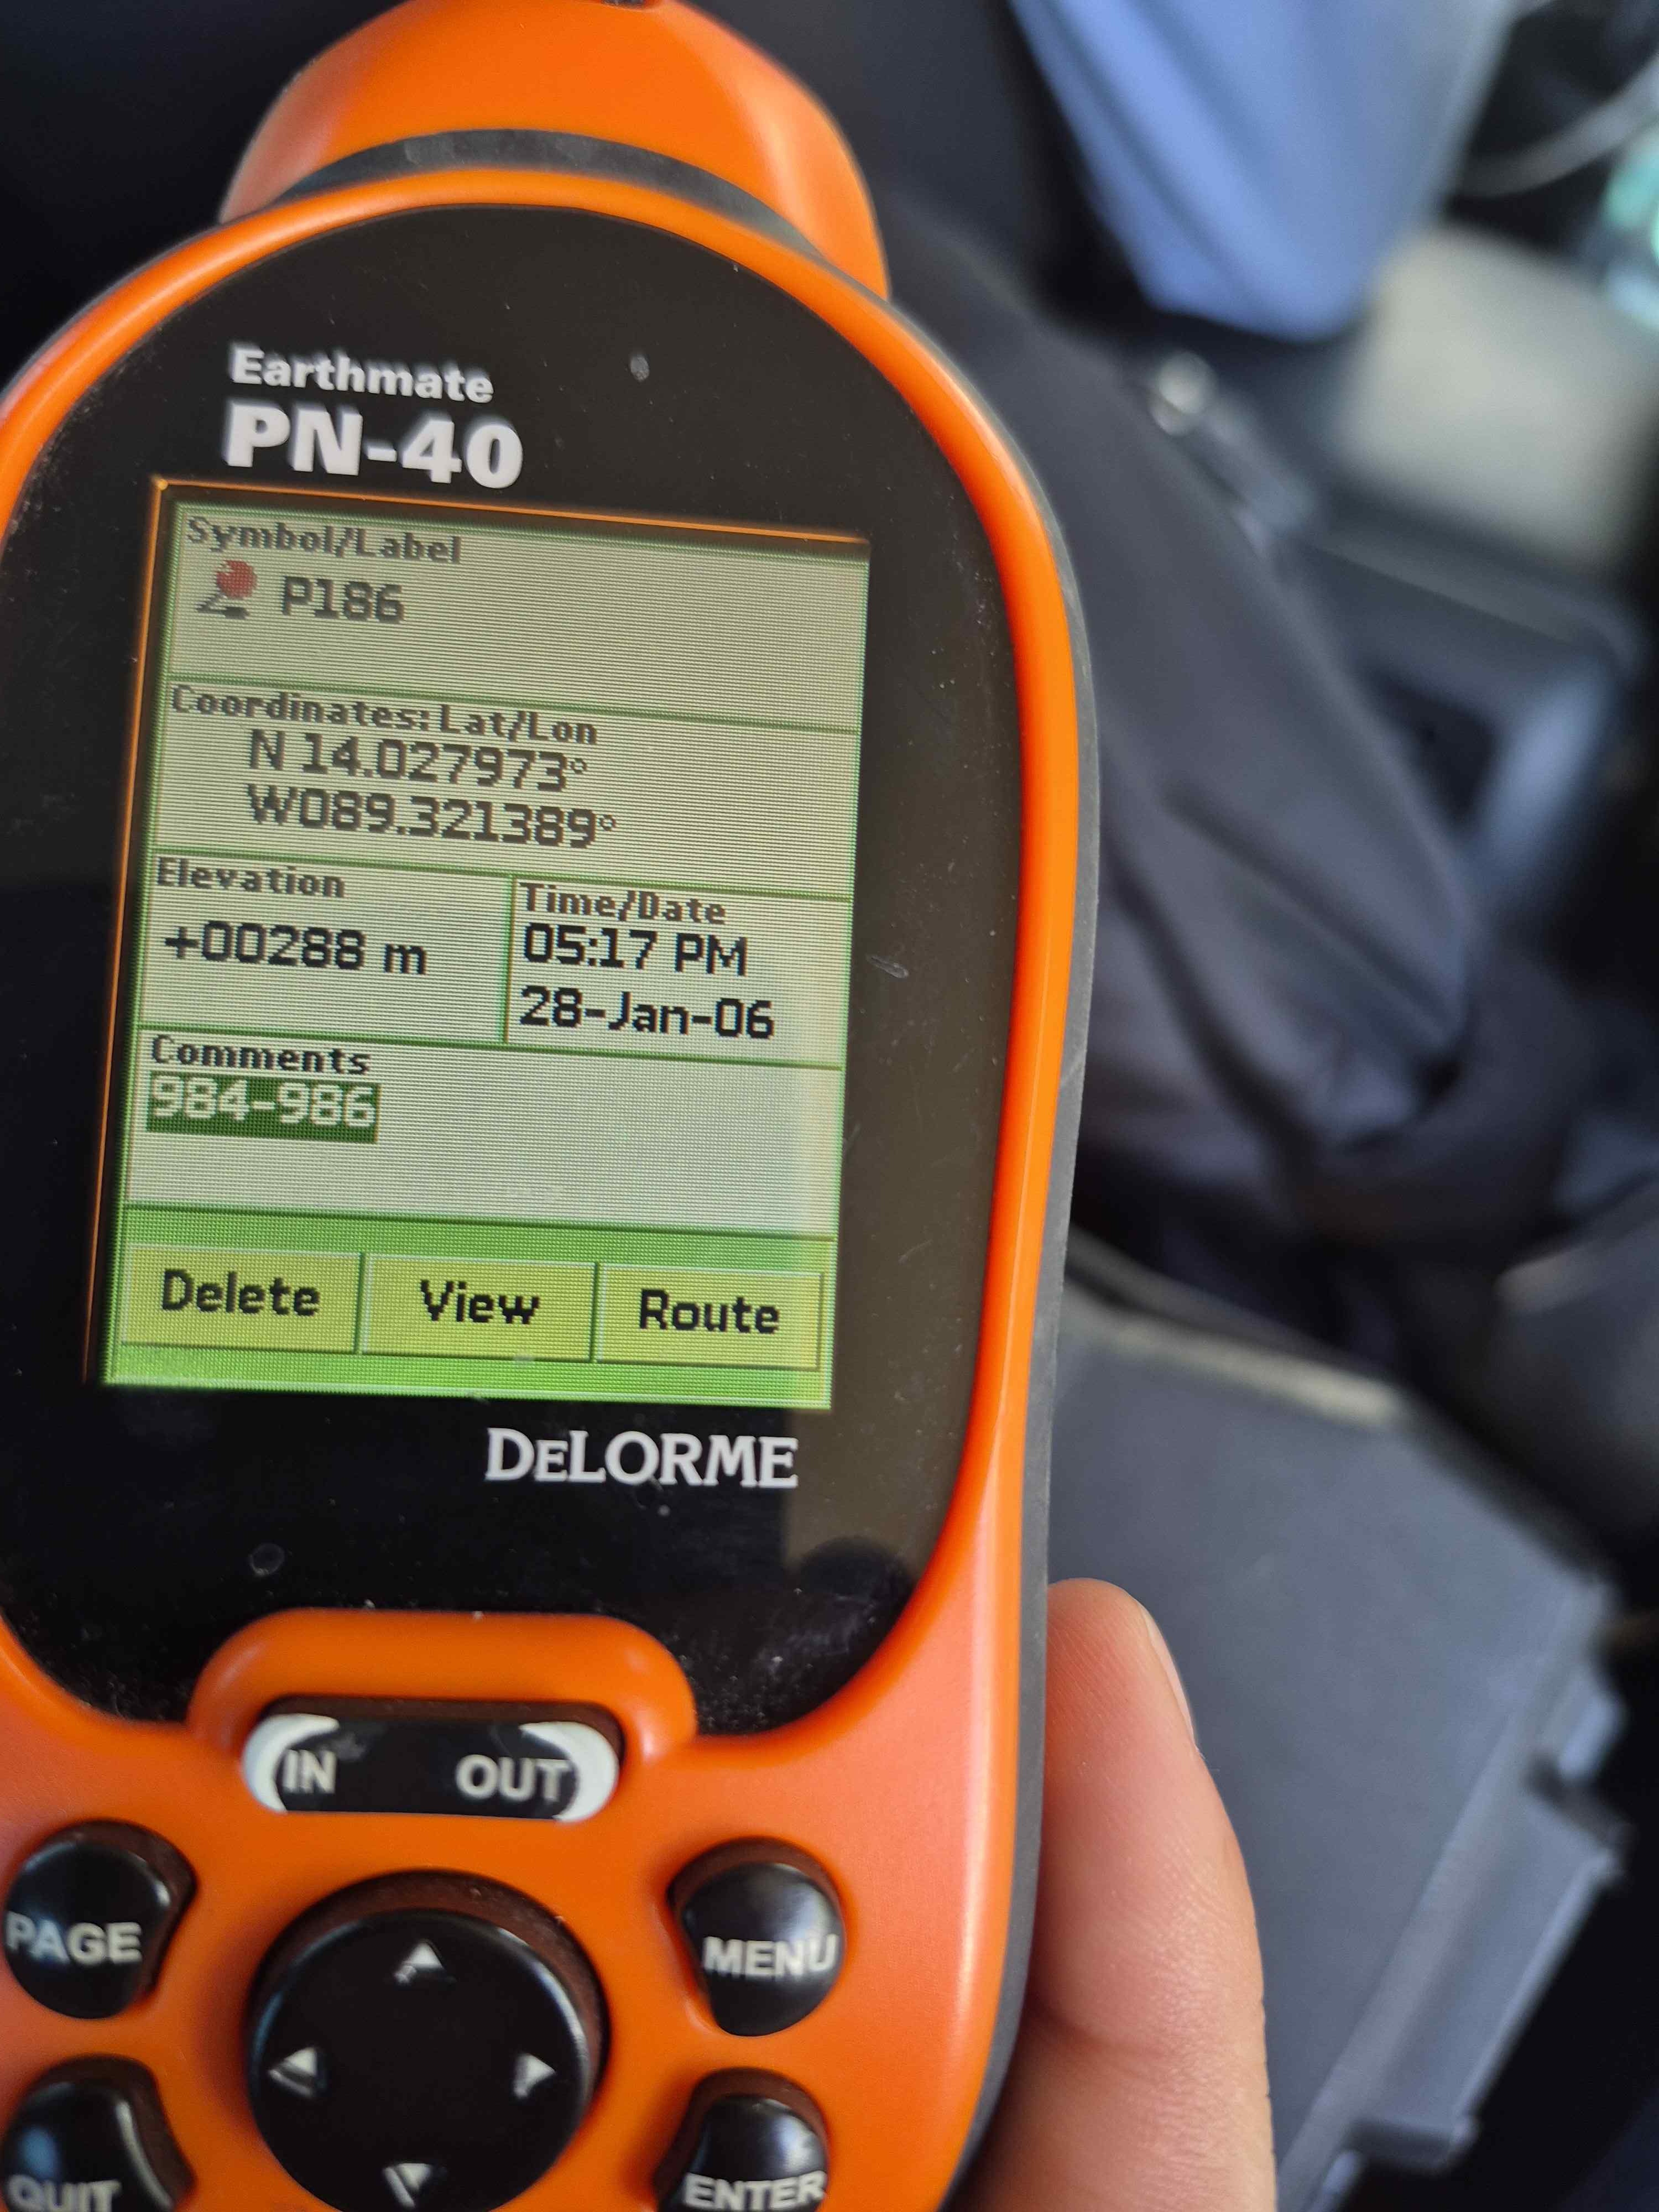 Earthmate
PN-40
Symbol/Label
P186
Coordinates: Lat/Lon
N 14.027973°
W089.321389°
Elevation
+00288 m
Time/Date
05:17 PM
28-Jan-06
Comments
984-986
Delete View Route
DELORME
IN OUT
PAGE
MENU
QUIT
ENTER